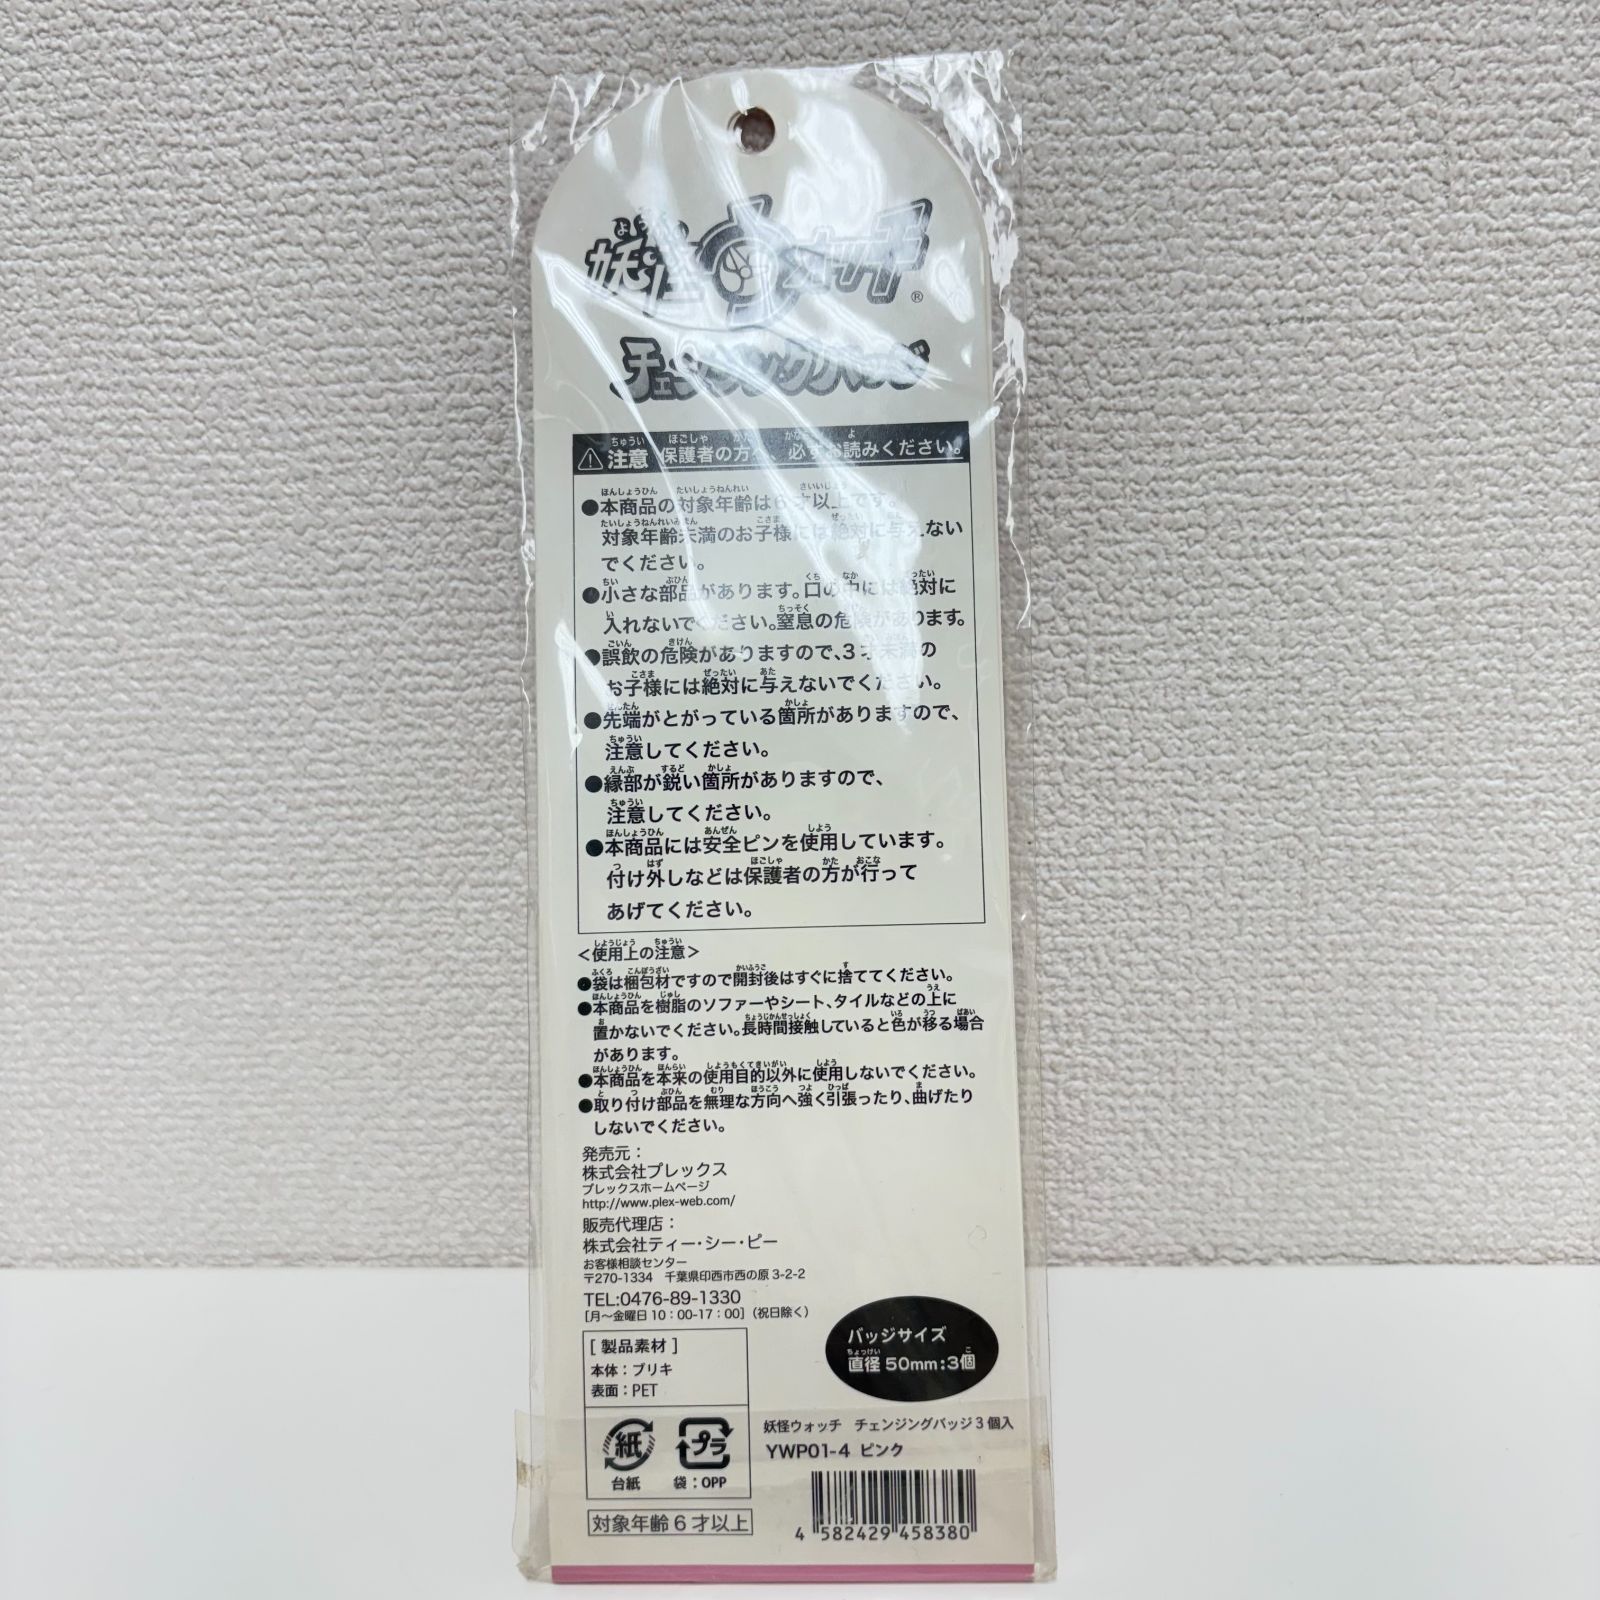 妖怪ウォッチ®
チェンジングバッジ
注意 保護者の方へ、必ずお読みください。
●本商品の対象年齢は6才以上です。
対象年齢未満のお子様には絶対に与えない
でください。
●小さな部品があります。口の中には絶対に
入れないでください。窒息の危険があります。
●誤飲の危険がありますので、3才未満の
お子様には絶対に与えないでください。
●先端がとがっている箇所がありますので、
注意してください。
●縁部が鋭い箇所がありますので、
注意してください。
●本商品には安全ピンを使用しています。
付け外しなどは保護者の方が行って
あげてください。
＜使用上の注意＞
●袋は梱包材ですので開封後はすぐに捨ててください。
●本商品を樹脂のソファーやシート、タイルなどの上に
置かないでください。長時間接触していると色が移る場合
があります。
●本商品を本来の使用目的以外に使用しないでください。
●取り付け部品を無理な方向へ強く引張ったり、曲げたり
しないでください。
発売元：
株式会社プレックス
プレックスホームページ
http://www.plex-web.com/
販売代理店：
株式会社ティー・シー・ピー
お客様相談センター
〒270-1334 千葉県印西市西の原3-2-2
TEL:0476-89-1330
［月～金曜日10：00-17：00］（祝日除く）
［製品素材］
本体：ブリキ
表面：PET
紙
台紙
プラ
袋：OPP
対象年齢6才以上
バッジサイズ
直径50mm：3個
妖怪ウォッチ チェンジングバッジ3個入
YWP01-4 ピンク
4 582429 458380